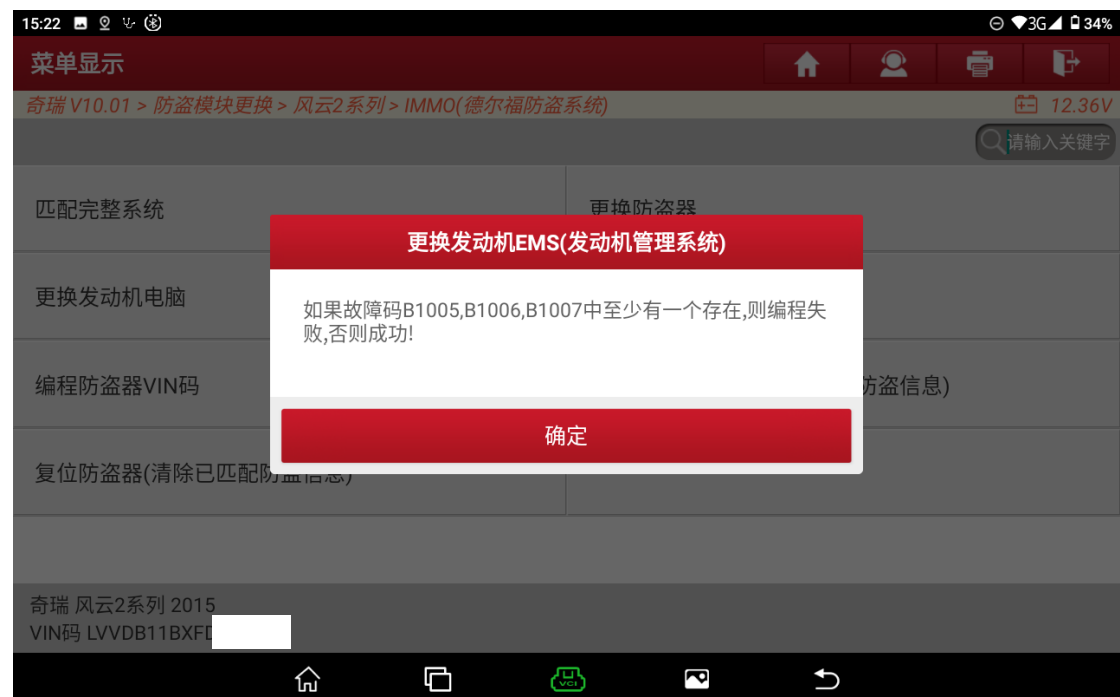 15:22 3G 34%
菜单显示
奇瑞 V10.01 > 防盗模块更换 > 风云2系列 > IMMO(德尔福防盗系统) 12.36V
请输入关键字
匹配完整系统 更换防盗器
更换发动机EMS(发动机管理系统)
更换发动机电脑
如果故障码B1005,B1006,B1007中至少有一个存在,则编程失
败,否则成功!
编程防盗器VIN码 防盗信息)
确定
复位防盗器(清除已匹配防盗信息)
奇瑞 风云2系列 2015
VIN码 LVVDB11BXF
VCI